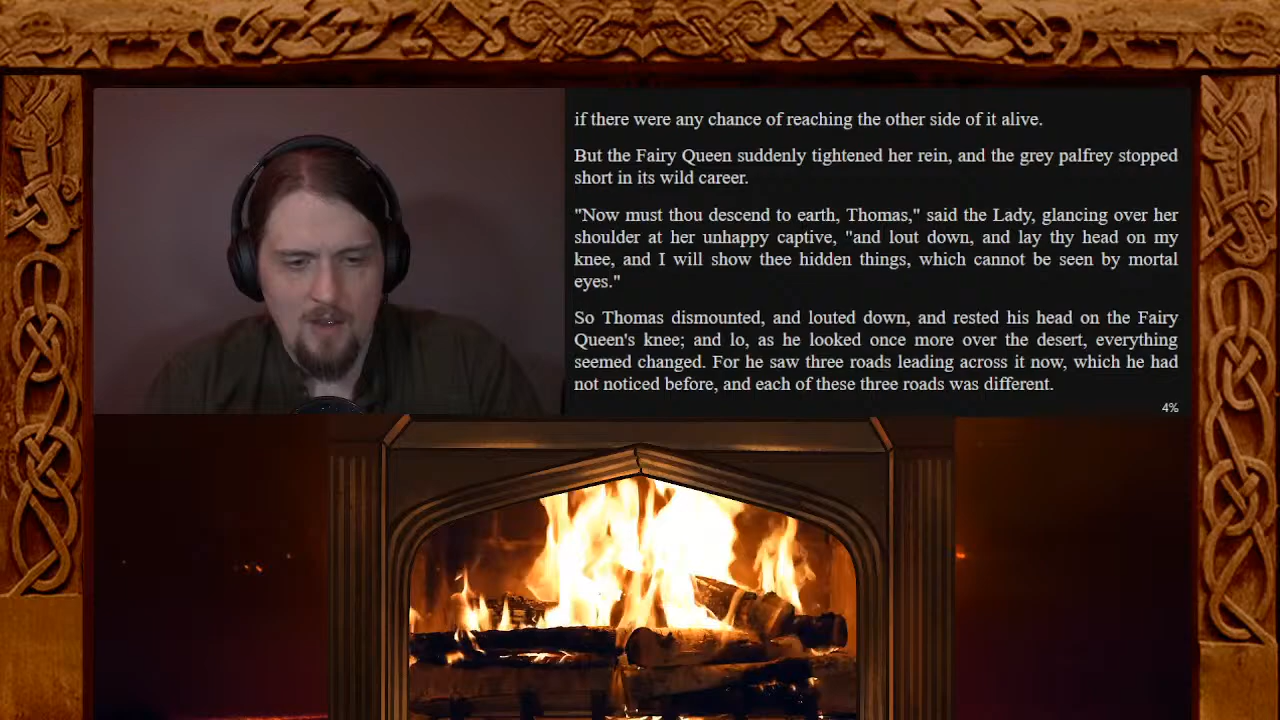 if there were any chance of reaching the other side of it alive.
But the Fairy Queen suddenly tightened her rein, and the grey palfrey stopped
short in its wild career.
"Now must thou descend to earth, Thomas," said the Lady, glancing over her
shoulder at her unhappy captive, "and lout down, and lay thy head on my
knee, and I will show thee hidden things, which cannot be seen by mortal
eyes."
So Thomas dismounted, and louted down, and rested his head on the Fairy
Queen's knee; and lo, as he looked once more over the desert, everything
seemed changed. For he saw three roads leading across it now, which he had
not noticed before, and each of these three roads was different.
4%